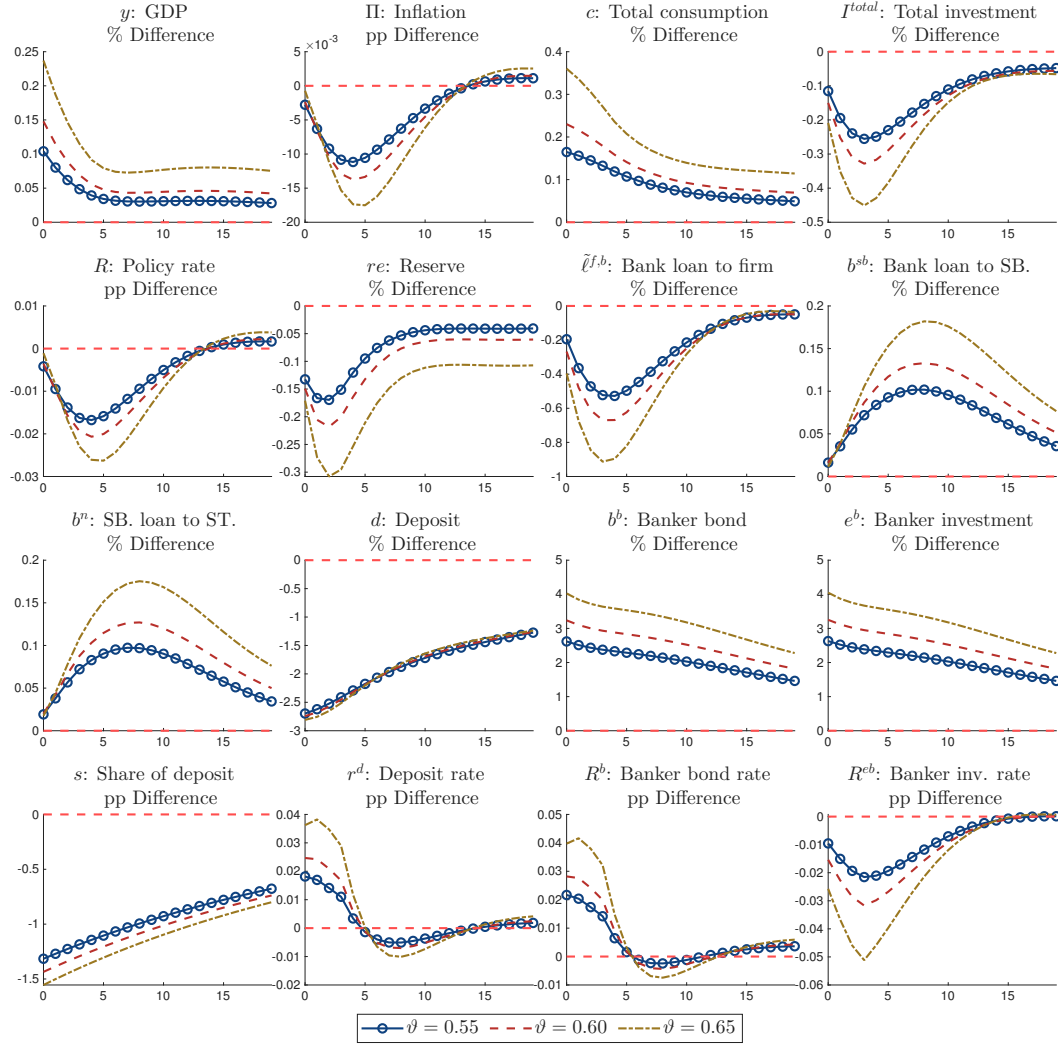 y: GDP
% Difference
0.25
0.2
0.15
0.1
0.05
0
0 5 10 15
Π: Inflation
pp Difference
×10⁻³
5
0
-5
-10
-15
-20
0 5 10 15
c: Total consumption
% Difference
0.4
0.3
0.2
0.1
0
0 5 10 15
I^{total}: Total investment
% Difference
0
-0.1
-0.2
-0.3
-0.4
-0.5
0 5 10 15
R: Policy rate
pp Difference
0.01
0
-0.01
-0.02
-0.03
0 5 10 15
re: Reserve
% Difference
0
-0.05
-0.1
-0.15
-0.2
-0.25
-0.3
0 5 10 15
ℓ̃^{f,b}: Bank loan to firm
% Difference
0
-0.2
-0.4
-0.6
-0.8
-1
0 5 10 15
b^{sb}: Bank loan to SB.
% Difference
0.2
0.15
0.1
0.05
0
0 5 10 15
b^n: SB. loan to ST.
% Difference
0.2
0.15
0.1
0.05
0
0 5 10 15
d: Deposit
% Difference
0
-0.5
-1
-1.5
-2
-2.5
-3
0 5 10 15
b^b: Banker bond
% Difference
5
4
3
2
1
0
0 5 10 15
e^b: Banker investment
% Difference
5
4
3
2
1
0
0 5 10 15
s: Share of deposit
pp Difference
0
-0.5
-1
-1.5
0 5 10 15
r^d: Deposit rate
pp Difference
0.04
0.03
0.02
0.01
0
-0.01
-0.02
0 5 10 15
R^b: Banker bond rate
pp Difference
0.05
0.04
0.03
0.02
0.01
0
-0.01
0 5 10 15
R^{eb}: Banker inv. rate
pp Difference
0
-0.01
-0.02
-0.03
-0.04
-0.05
-0.06
0 5 10 15
ϑ = 0.55 ϑ = 0.60 ϑ = 0.65